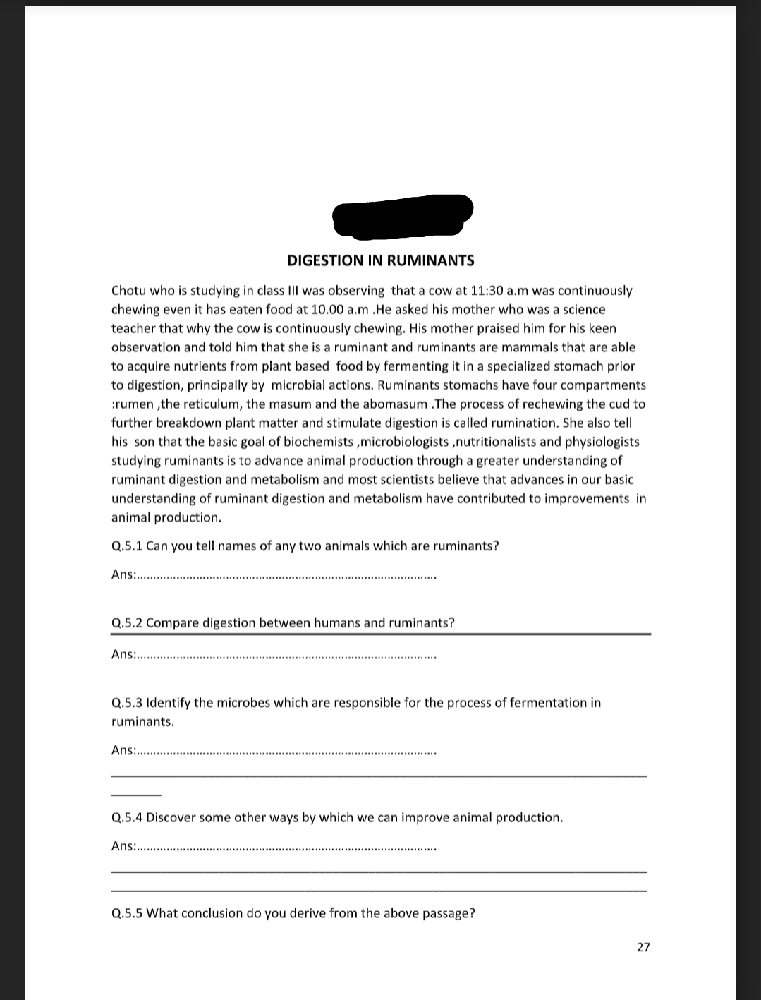 DIGESTION IN RUMINANTS
Chotu who is studying in class III was observing  that a cow at 11:30 a.m was continuously
chewing even it has eaten food at 10.00 a.m .He asked his mother who was a science
teacher that why the cow is continuously chewing. His mother praised him for his keen
observation and told him that she is a ruminant and ruminants are mammals that are able
to acquire nutrients from plant based  food by fermenting it in a specialized stomach prior
to digestion, principally by  microbial actions. Ruminants stomachs have four compartments
:rumen ,the reticulum, the masum and the abomasum .The process of rechewing the cud to
further breakdown plant matter and stimulate digestion is called rumination. She also tell
his  son that the basic goal of biochemists ,microbiologists ,nutritionalists and physiologists
studying ruminants is to advance animal production through a greater understanding of
ruminant digestion and metabolism and most scientists believe that advances in our basic
understanding of ruminant digestion and metabolism have contributed to improvements  in
animal production.
Q.5.1 Can you tell names of any two animals which are ruminants?
Ans:...........................................................................................
Q.5.2 Compare digestion between humans and ruminants?
Ans:...........................................................................................
Q.5.3 Identify the microbes which are responsible for the process of fermentation in
ruminants.
Ans:...........................................................................................
Q.5.4 Discover some other ways by which we can improve animal production.
Ans:...........................................................................................
Q.5.5 What conclusion do you derive from the above passage?
27